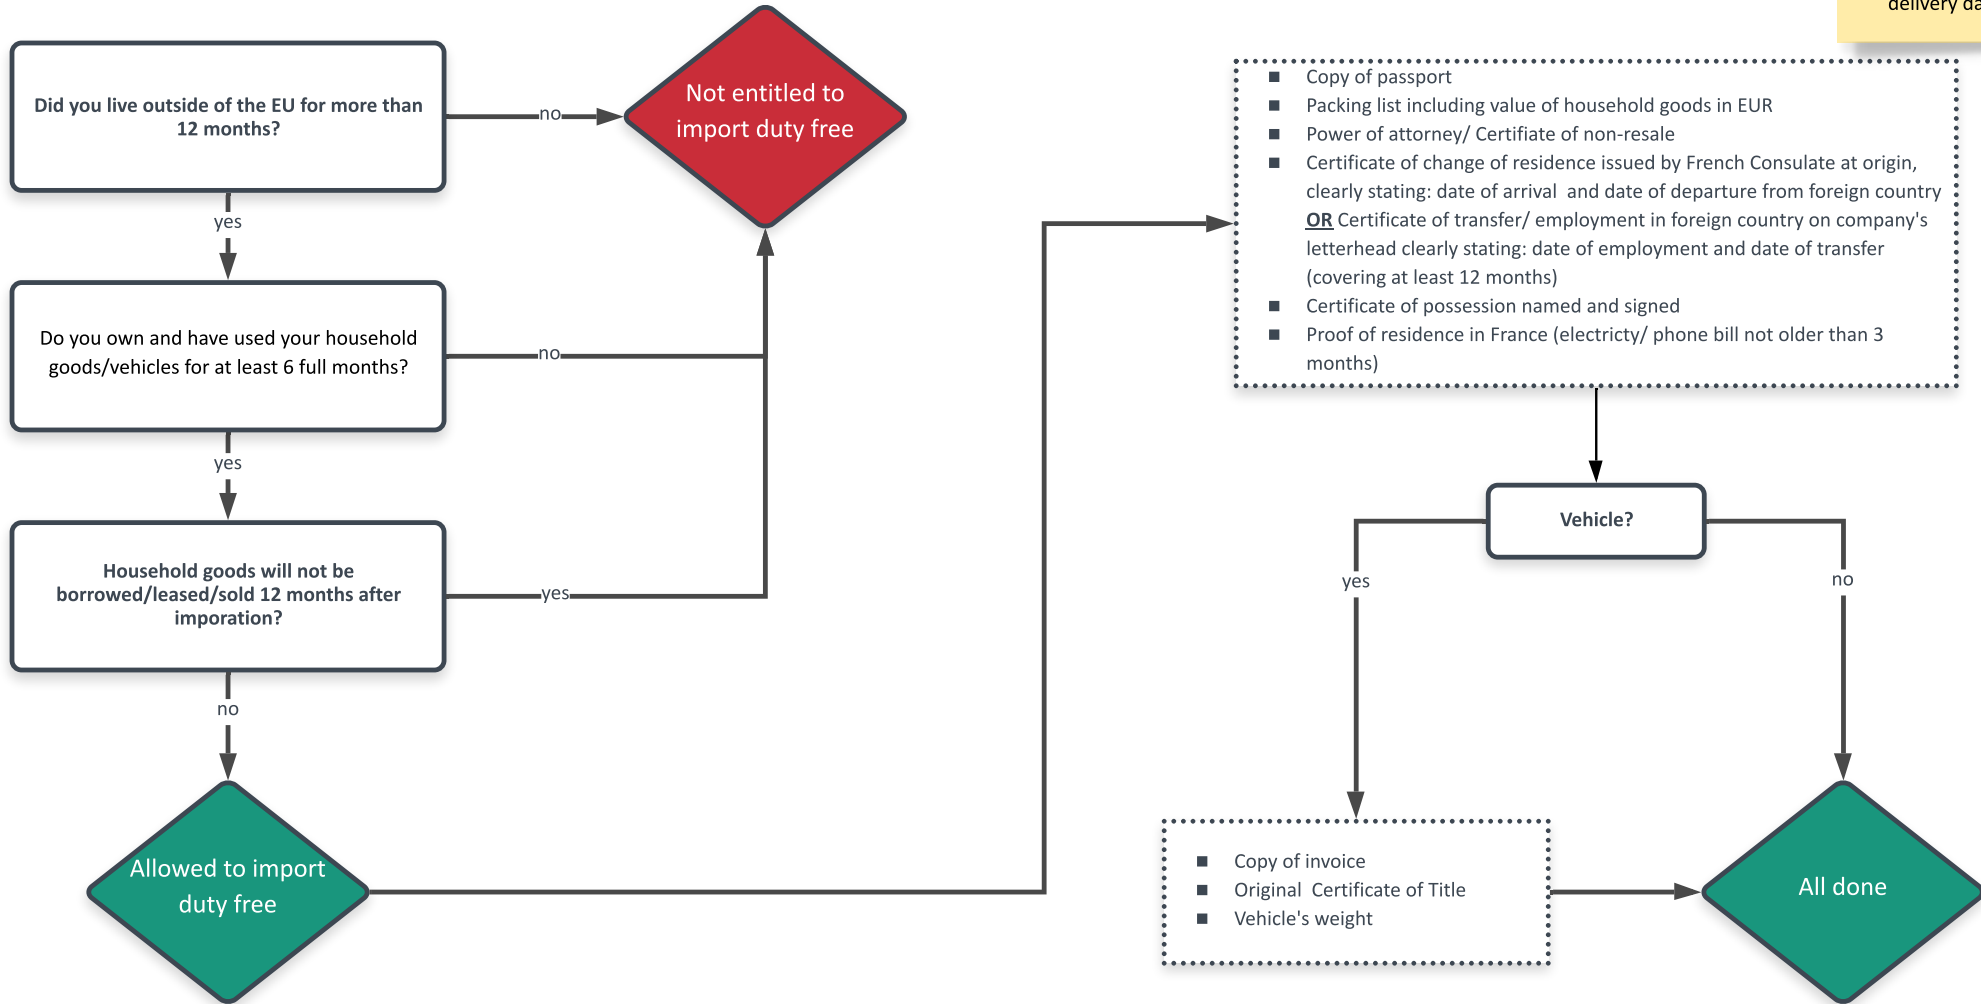 delivery da
Did you live outside of the EU for more than
12 months?
no
Not entitled to
import duty free
yes
Do you own and have used your household
goods/vehicles for at least 6 full months?
no
yes
Household goods will not be
borrowed/leased/sold 12 months after
imporation?
yes
no
Allowed to import
duty free
■ Copy of passport
■ Packing list including value of household goods in EUR
■ Power of attorney/ Certifiate of non-resale
■ Certificate of change of residence issued by French Consulate at origin,
clearly stating: date of arrival  and date of departure from foreign country
OR Certificate of transfer/ employment in foreign country on company's
letterhead clearly stating: date of employment and date of transfer
(covering at least 12 months)
■ Certificate of possession named and signed
■ Proof of residence in France (electricty/ phone bill not older than 3
months)
Vehicle?
yes
no
■ Copy of invoice
■ Original  Certificate of Title
■ Vehicle's weight
All done